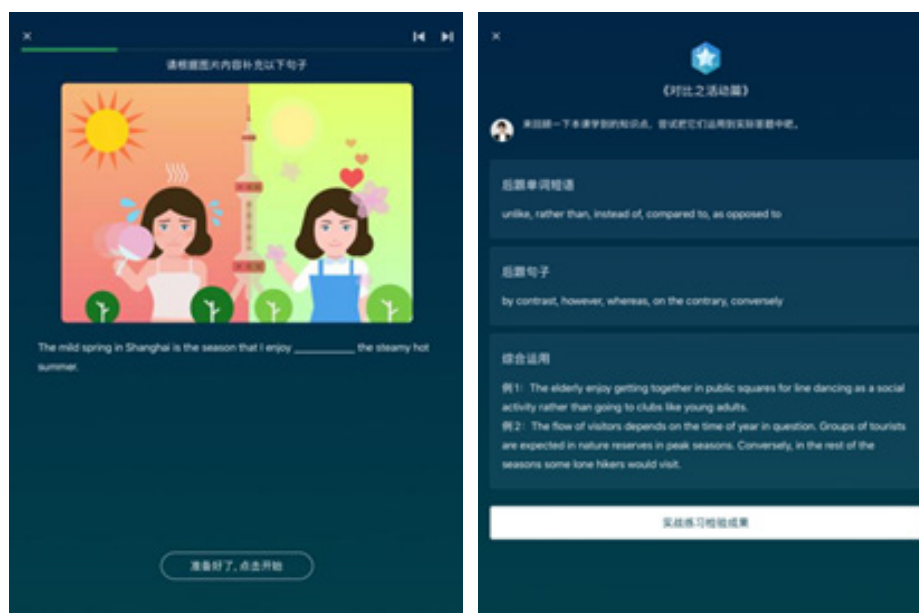 请根据图片内容补充以下句子
The mild spring in Shanghai is the season that I enjoy __________ the steamy hot
summer.
准备好了,点击开始
《对比之活动篇》
来回顾一下本课学到的知识点，尝试把它们运用到实际答题中吧。
后跟单词短语
unlike, rather than, instead of, compared to, as opposed to
后跟句子
by contrast, however, whereas, on the contrary, conversely
综合运用
例1：The elderly enjoy getting together in public squares for line dancing as a social
activity rather than going to clubs like young adults.
例2：The flow of visitors depends on the time of year in question. Groups of tourists
are expected in nature reserves in peak seasons. Conversely, in the rest of the
seasons some lone hikers would visit.
实战练习检验成果